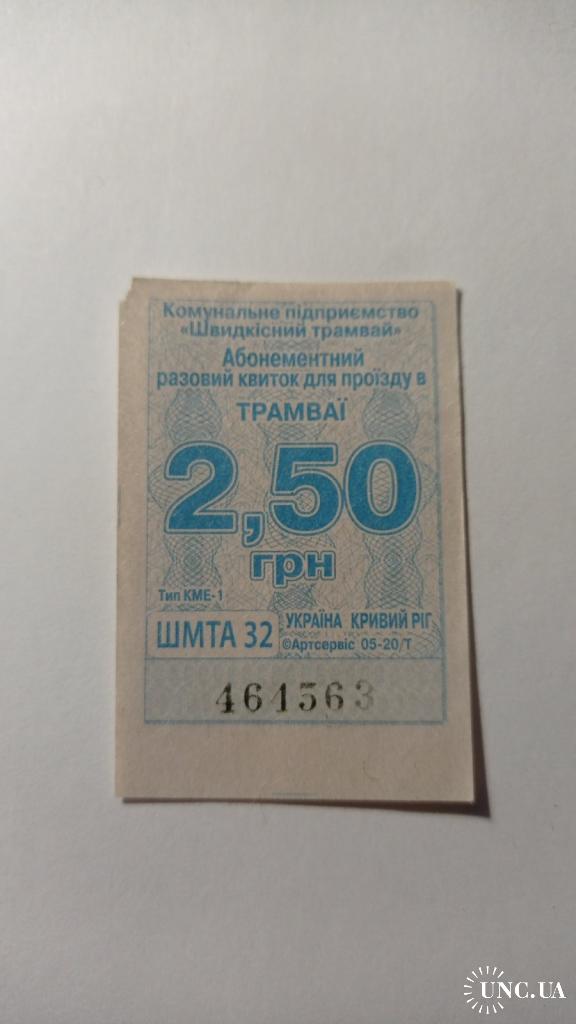 Комунальне підприємство
«Швидкісний трамвай»
Абонементний
разовий квиток для проїзду в
ТРАМВАЇ
2,50
грн
Тип КМЕ-1
ШМТА 32
УКРАЇНА КРИВИЙ РІГ
©Артсервіс 05-20/Т
461563
UNC.UA